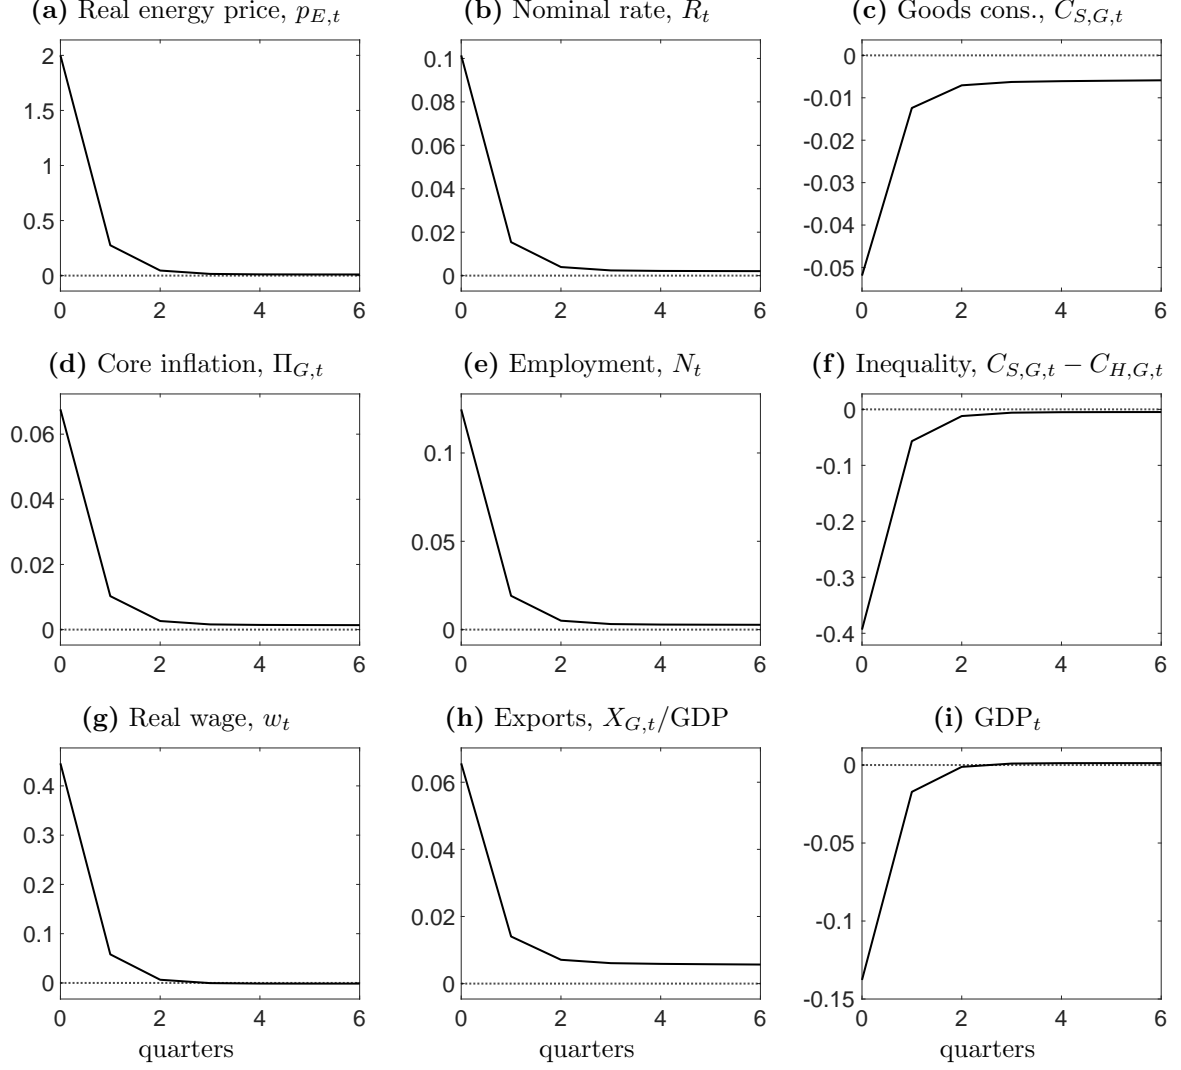 (a) Real energy price, p_{E,t}
(b) Nominal rate, R_t
(c) Goods cons., C_{S,G,t}
2
1.5
1
0.5
0
0 2 4 6
0.1
0.08
0.06
0.04
0.02
0
0 2 4 6
0
-0.01
-0.02
-0.03
-0.04
-0.05
0 2 4 6
(d) Core inflation, Π_{G,t}
(e) Employment, N_t
(f) Inequality, C_{S,G,t} − C_{H,G,t}
0.06
0.04
0.02
0
0 2 4 6
0.1
0.05
0
0 2 4 6
0
-0.1
-0.2
-0.3
-0.4
0 2 4 6
(g) Real wage, w_t
(h) Exports, X_{G,t}/GDP
(i) GDP_t
0.4
0.3
0.2
0.1
0
0 2 4 6
quarters
0.06
0.04
0.02
0
0 2 4 6
quarters
0
-0.05
-0.1
-0.15
0 2 4 6
quarters